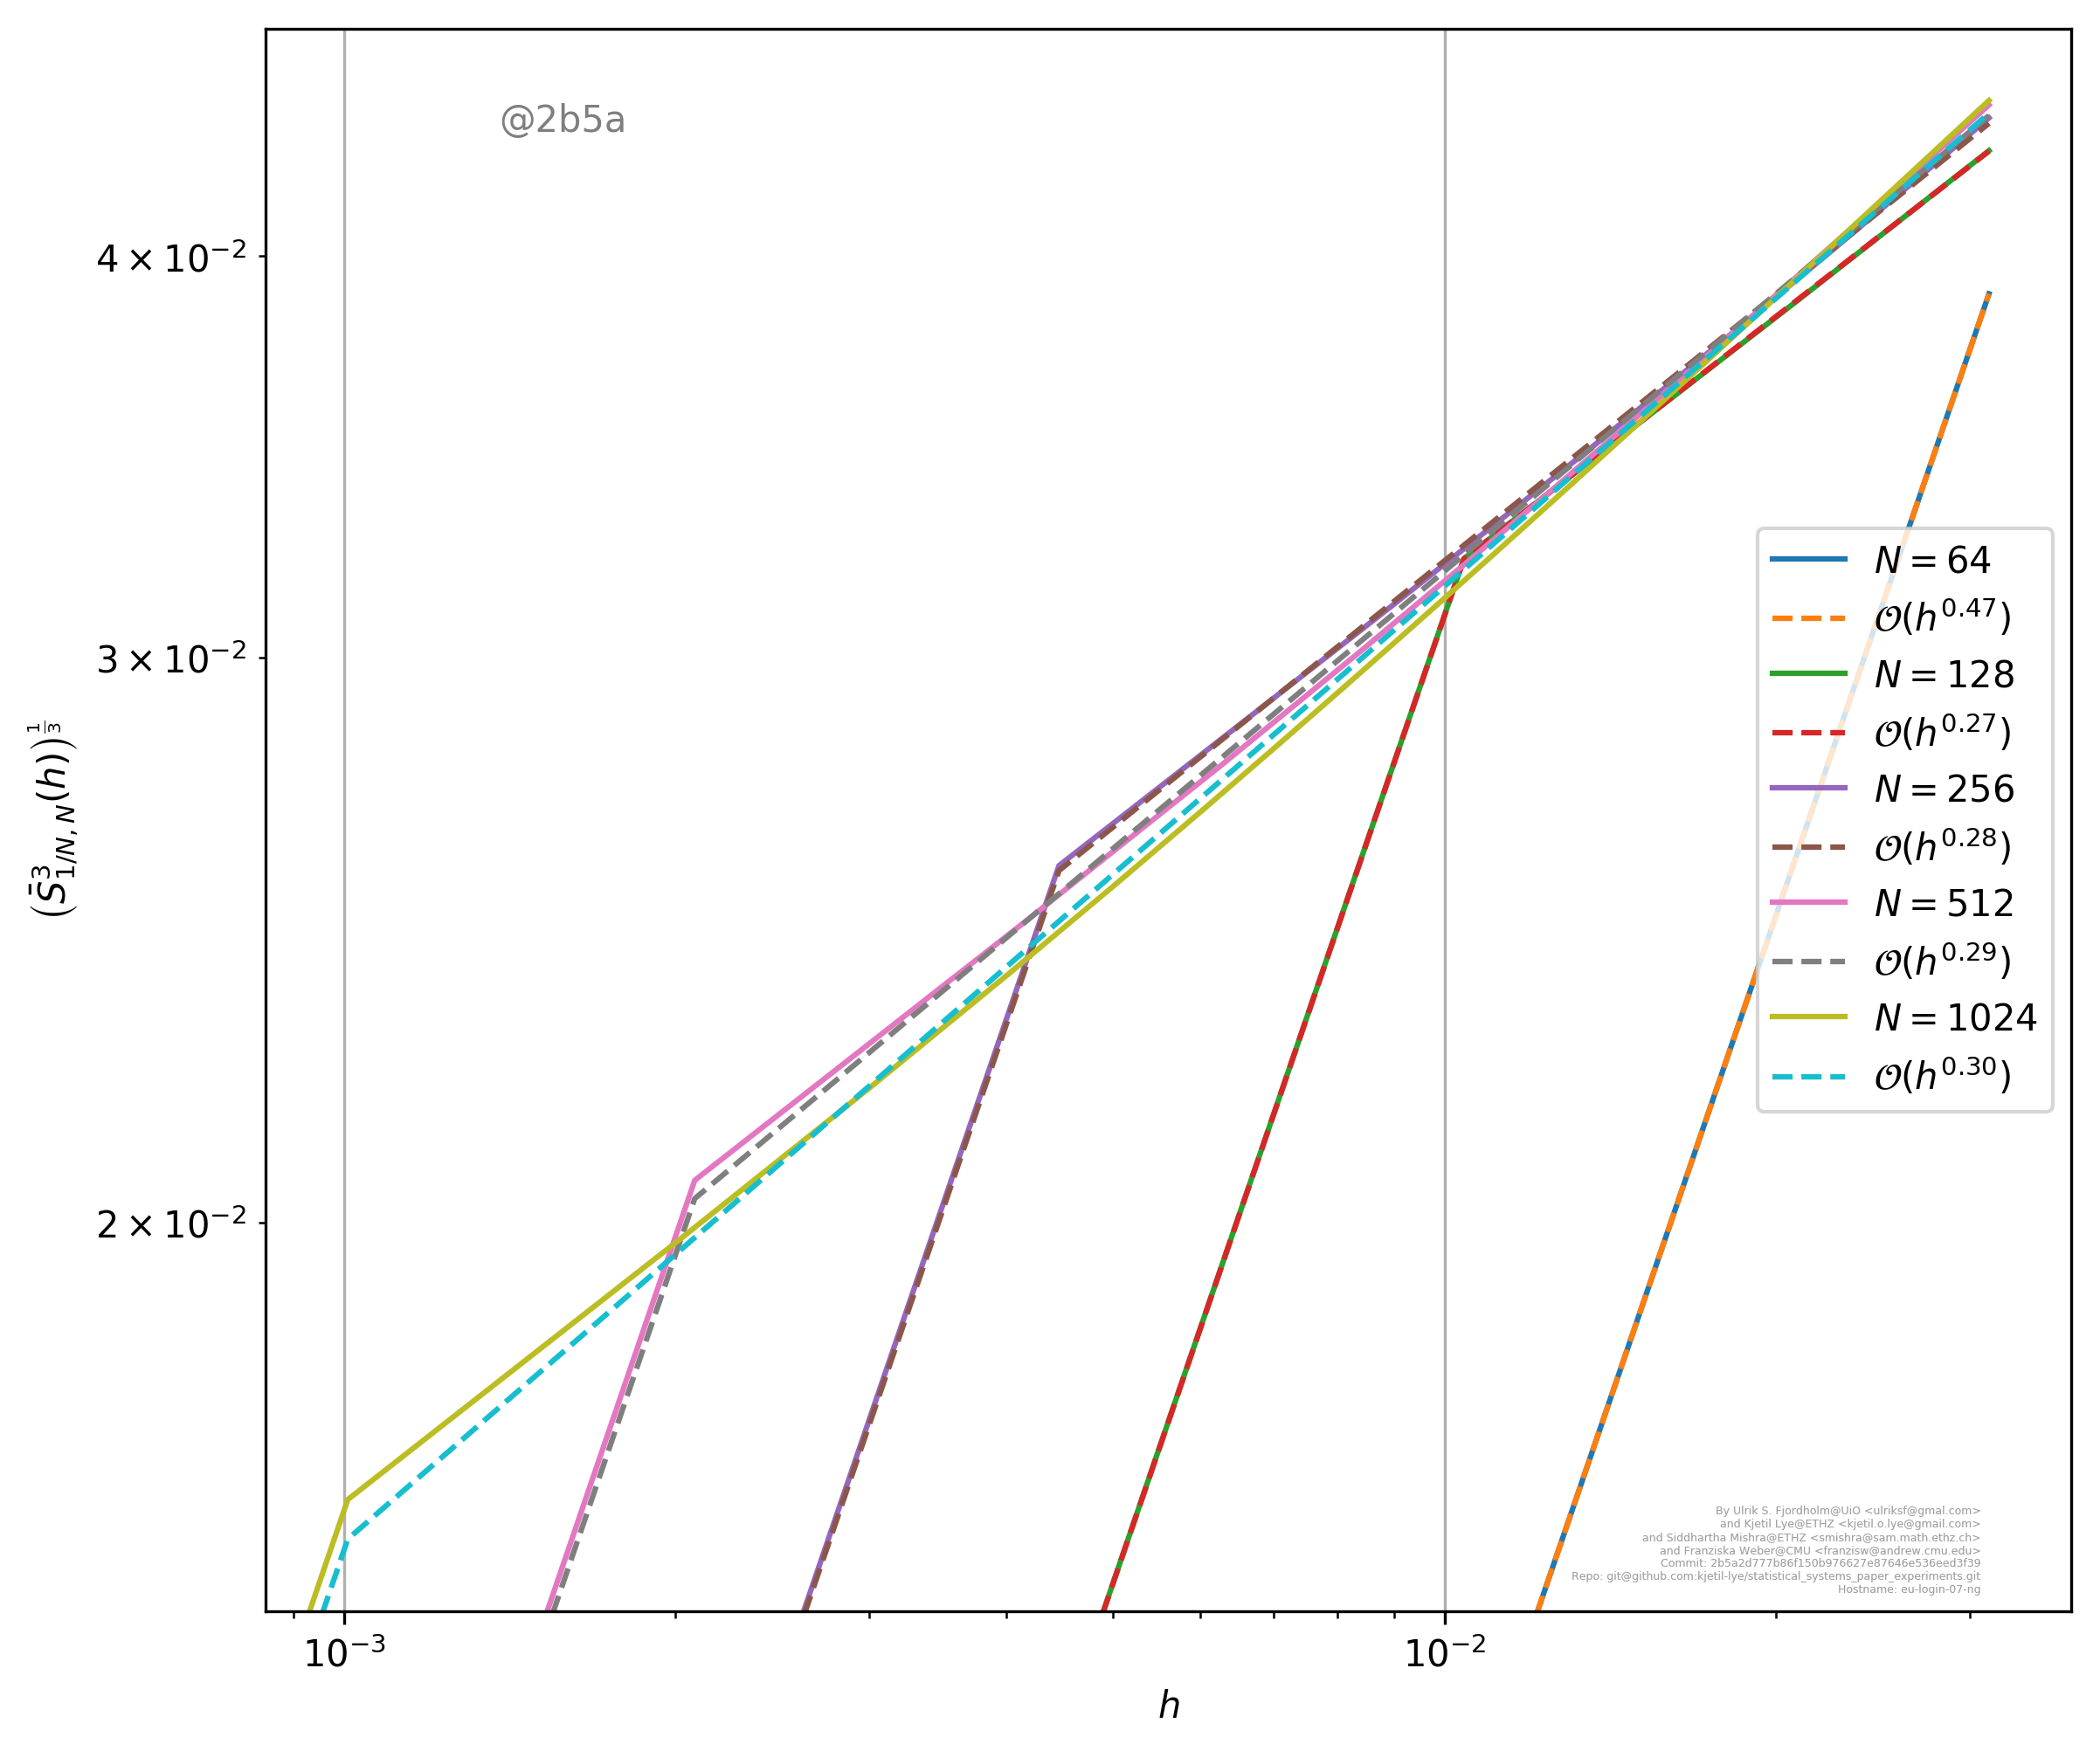 @2b5a
4 × 10⁻²
3 × 10⁻²
2 × 10⁻²
(S̄³₁/N, N(h))^(1/3)
N = 64
𝒪(h^0.47)
N = 128
𝒪(h^0.27)
N = 256
𝒪(h^0.28)
N = 512
𝒪(h^0.29)
N = 1024
𝒪(h^0.30)
By Ulrik S. Fjordholm@UiO <ulriksf@gmal.com>
and Kjetil Lye@ETHZ <kjetil.o.lye@gmail.com>
and Siddhartha Mishra@ETHZ <smishra@sam.math.ethz.ch>
and Franziska Weber@CMU <franzisw@andrew.cmu.edu>
Commit: 2b5a2d777b86f150b976627e87646e536eed3f39
Repo: git@github.com:kjetil-lye/statistical_systems_paper_experiments.git
Hostname: eu-login-07-ng
10⁻³
10⁻²
h